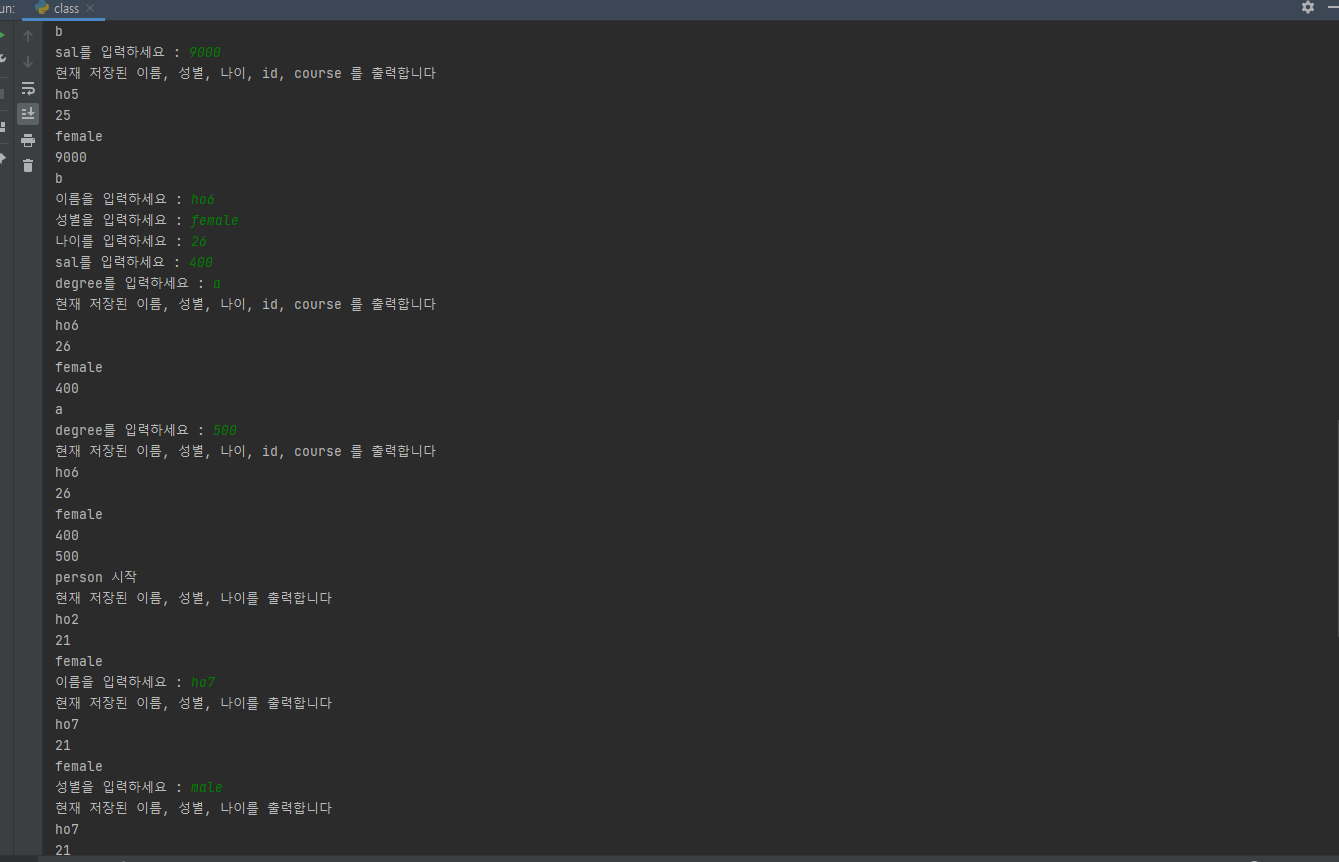 un: class
b
sal를 입력하세요 : 9000
현재 저장된 이름, 성별, 나이, id, course 를 출력합니다
ho5
25
female
9000
b
이름을 입력하세요 : ho6
성별을 입력하세요 : female
나이를 입력하세요 : 26
sal를 입력하세요 : 400
degree를 입력하세요 : a
현재 저장된 이름, 성별, 나이, id, course 를 출력합니다
ho6
26
female
400
a
degree를 입력하세요 : 500
현재 저장된 이름, 성별, 나이, id, course 를 출력합니다
ho6
26
female
400
500
person 시작
현재 저장된 이름, 성별, 나이를 출력합니다
ho2
21
female
이름을 입력하세요 : ho7
현재 저장된 이름, 성별, 나이를 출력합니다
ho7
21
female
성별을 입력하세요 : male
현재 저장된 이름, 성별, 나이를 출력합니다
ho7
21